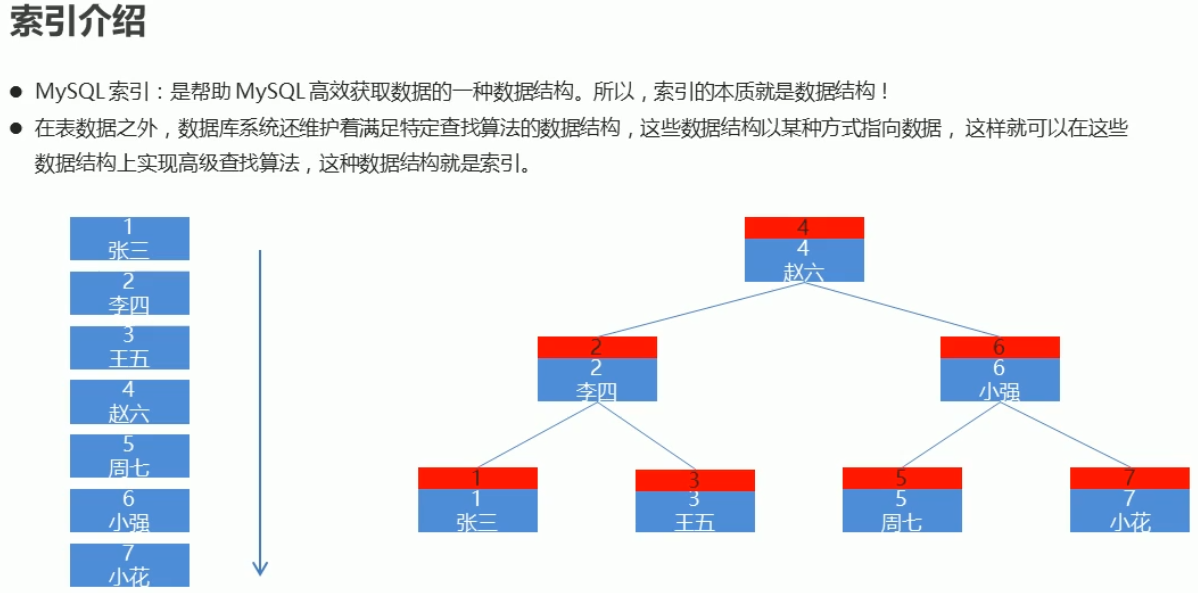 索引介绍
● MySQL 索引：是帮助 MySQL 高效获取数据的一种数据结构。所以，索引的本质就是数据结构！
● 在表数据之外，数据库系统还维护着满足特定查找算法的数据结构，这些数据结构以某种方式指向数据， 这样就可以在这些
数据结构上实现高级查找算法，这种数据结构就是索引。
1
张三
2
李四
3
王五
4
赵六
5
周七
6
小强
7
小花
4
4
赵六
2
2
李四
6
6
小强
1
1
张三
3
3
王五
5
5
周七
7
7
小花